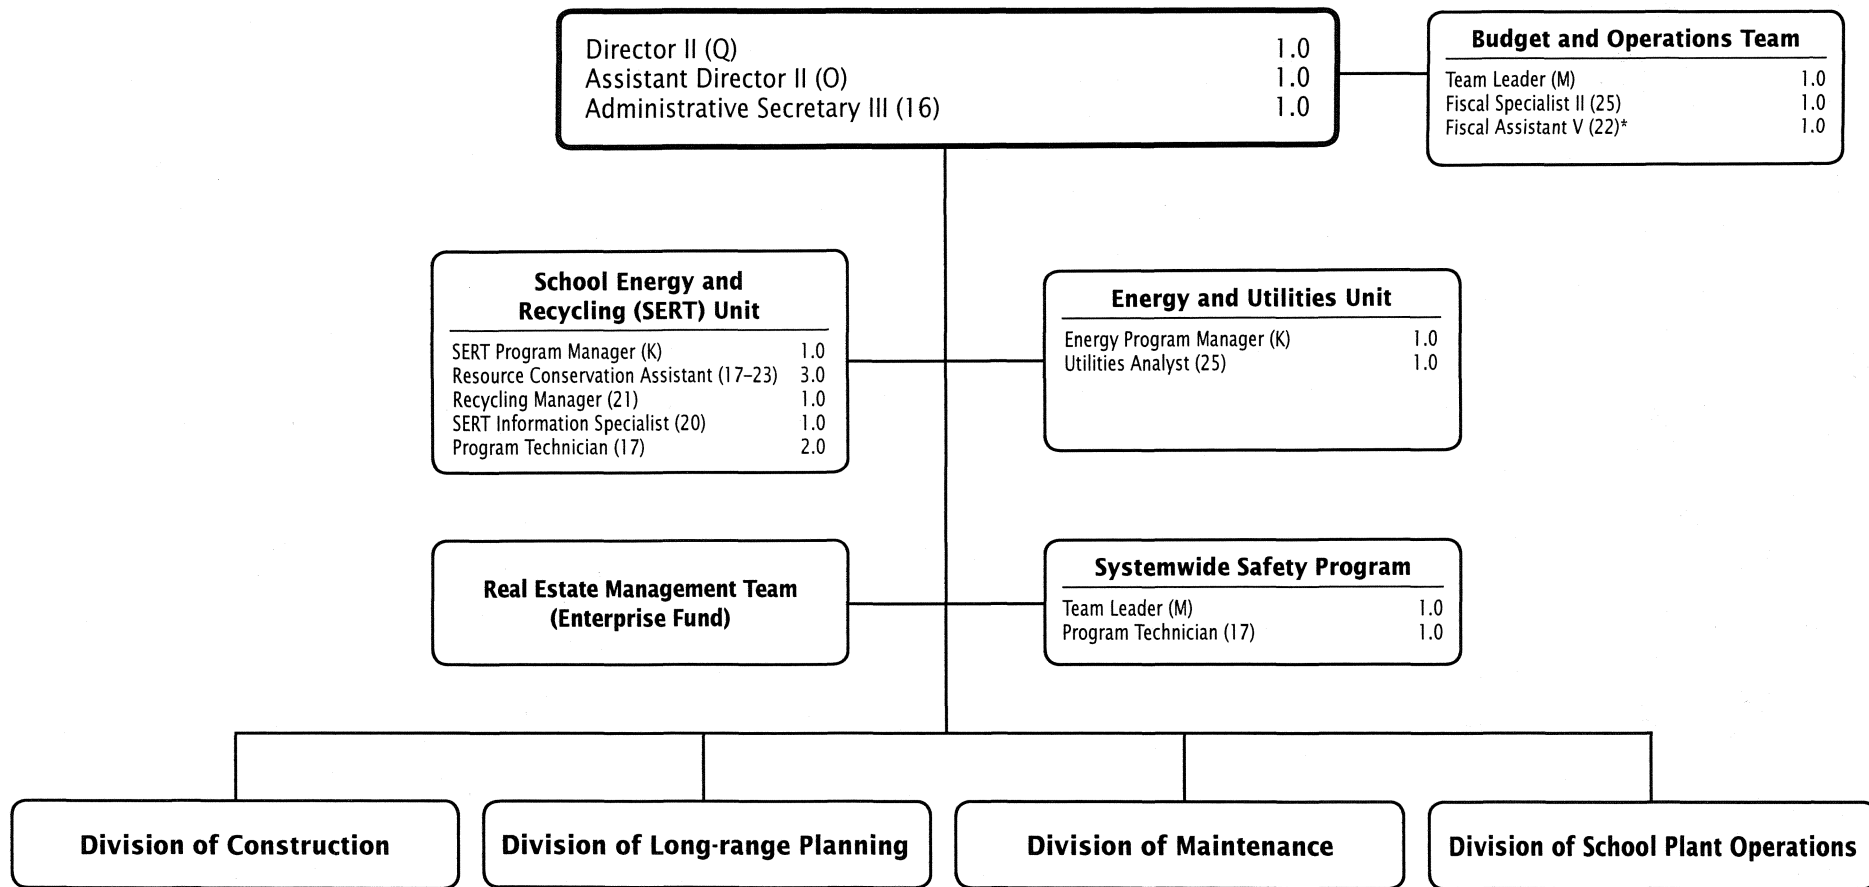 Director II (Q) 1.0
Assistant Director II (O) 1.0
Administrative Secretary III (16) 1.0
Budget and Operations Team
Team Leader (M) 1.0
Fiscal Specialist II (25) 1.0
Fiscal Assistant V (22)* 1.0
School Energy and
Recycling (SERT) Unit
SERT Program Manager (K) 1.0
Resource Conservation Assistant (17–23) 3.0
Recycling Manager (21) 1.0
SERT Information Specialist (20) 1.0
Program Technician (17) 2.0
Energy and Utilities Unit
Energy Program Manager (K) 1.0
Utilities Analyst (25) 1.0
Real Estate Management Team
(Enterprise Fund)
Systemwide Safety Program
Team Leader (M) 1.0
Program Technician (17) 1.0
Division of Construction
Division of Long-range Planning
Division of Maintenance
Division of School Plant Operations